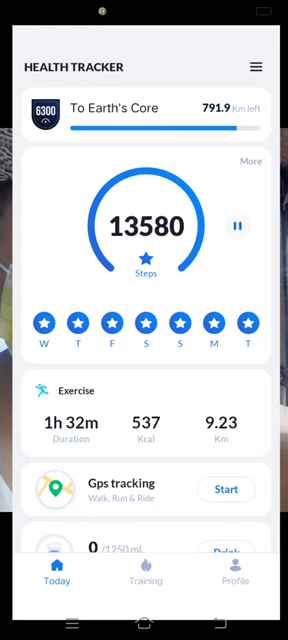 HEALTH TRACKER
6300
To Earth's Core
791.9 Km left
More
13580
Steps
W T F S S M T
Exercise
1h 32m 537 9.23
Duration Kcal Km
Gps tracking
Walk, Run & Ride
Start
0 /1250 ml
Drink
Today Training Profile